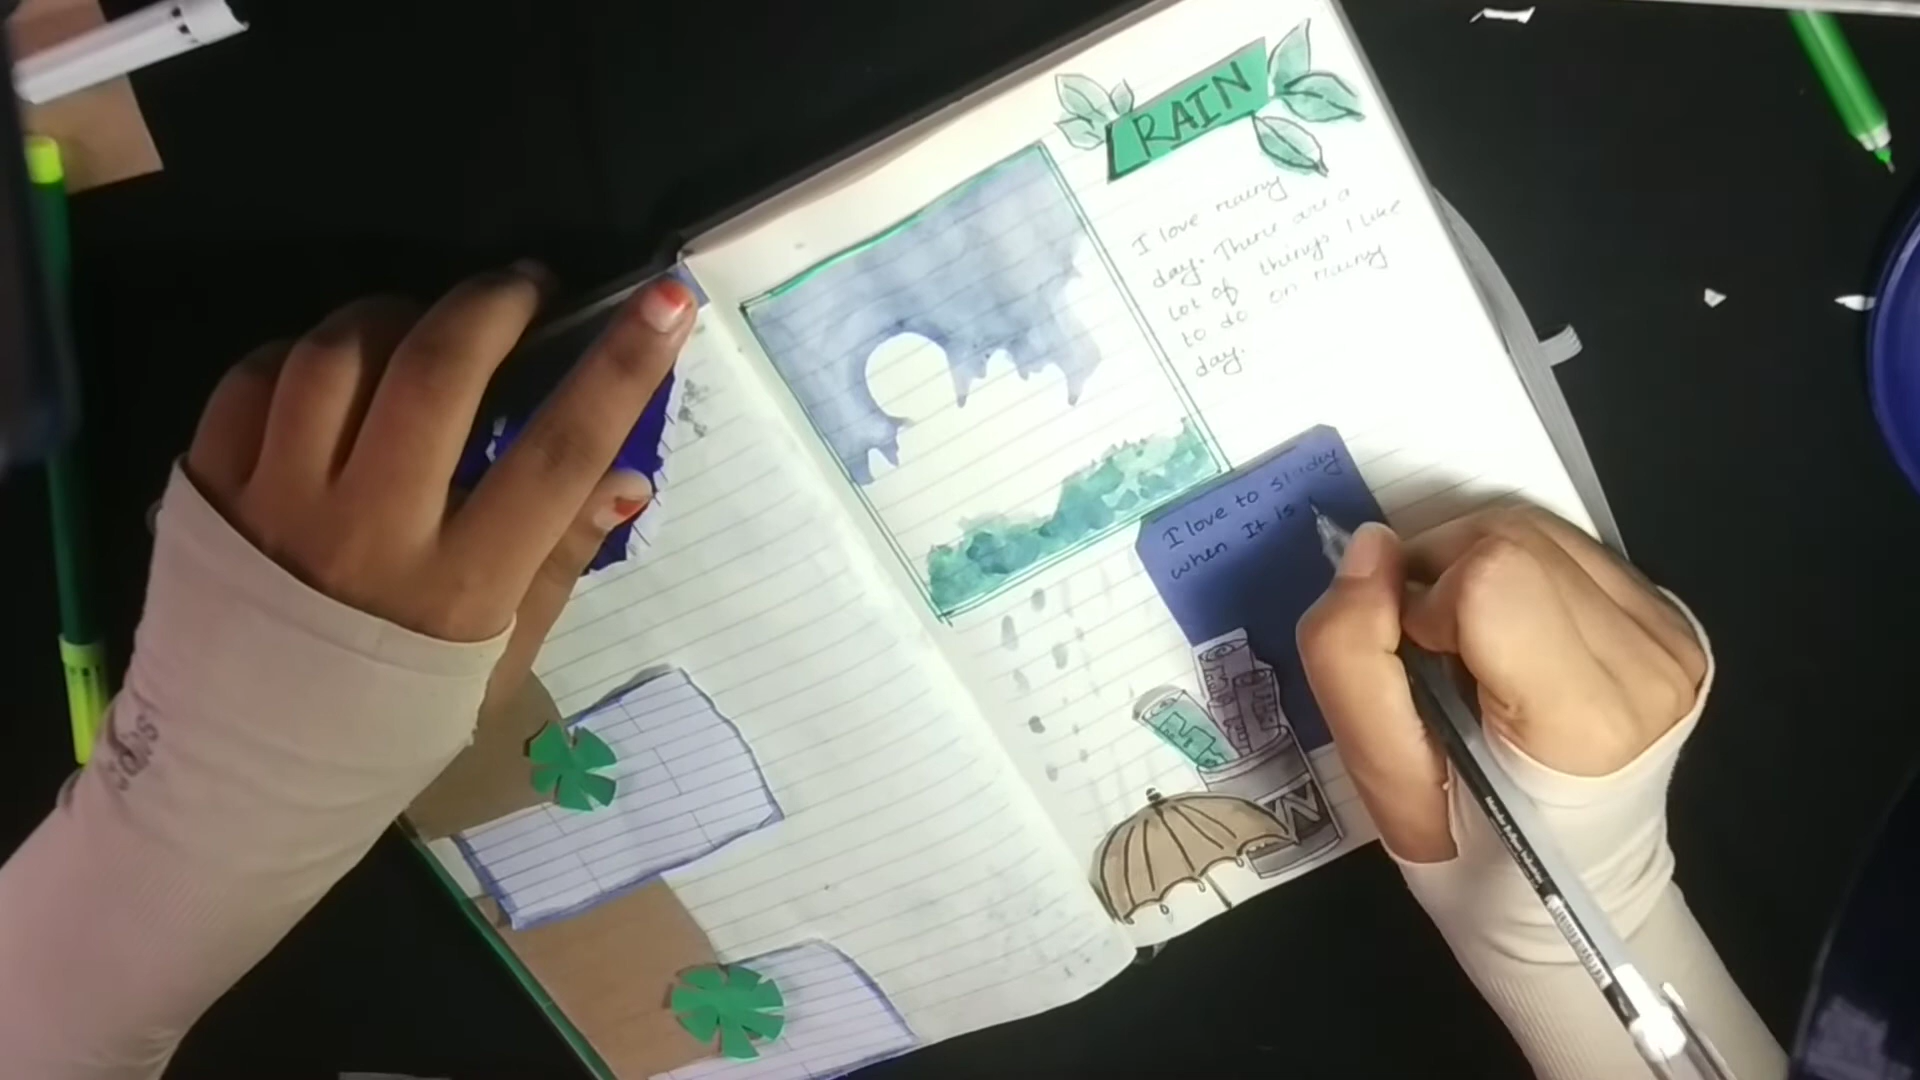 RAIN
I love rainy
day. There are a
lot of things I like
to do on rainy
day.
I love to studay
when It is